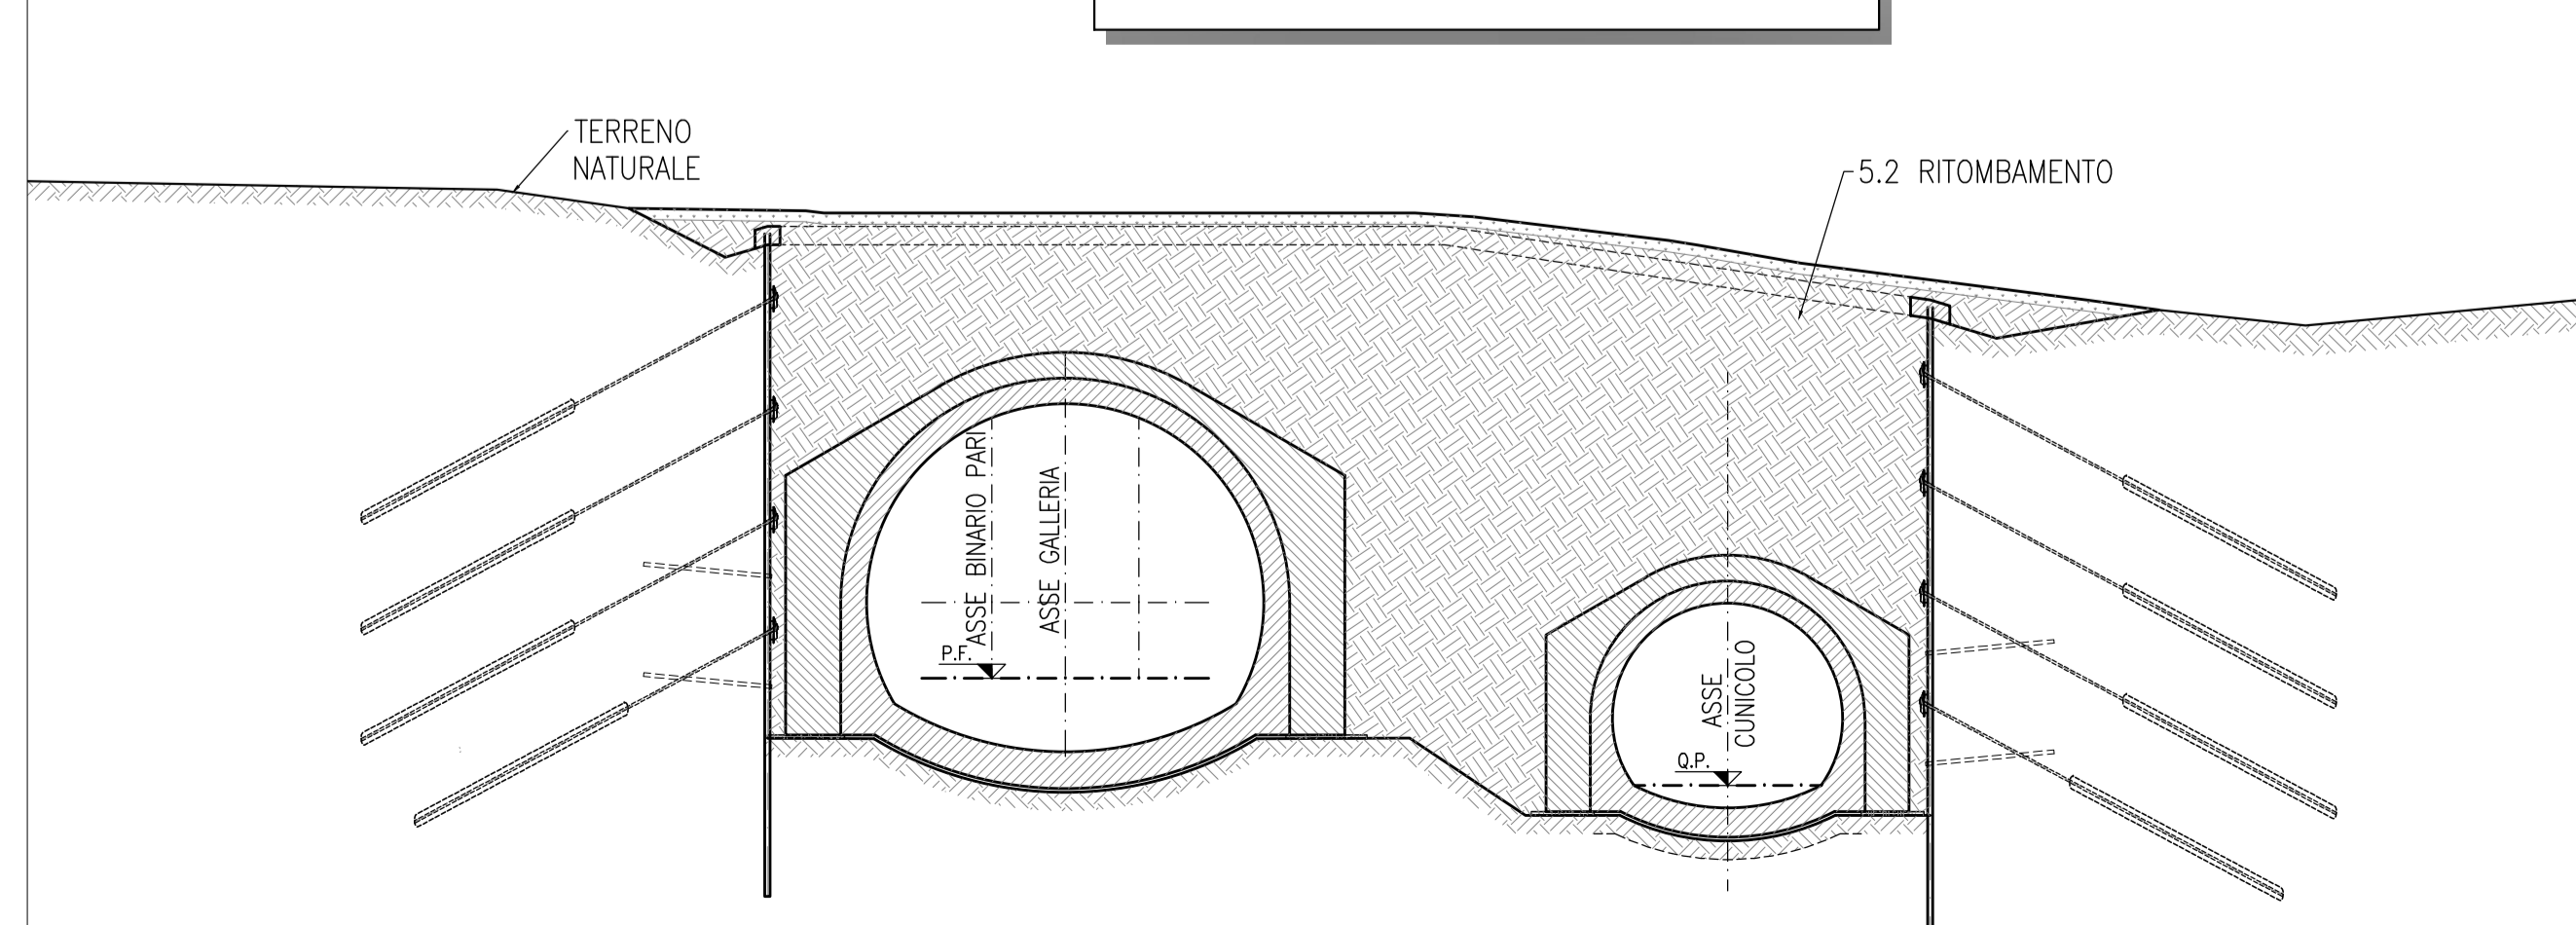 TERRENO
NATURALE
5.2 RITOMBAMENTO
ASSE BINARIO PARI
ASSE GALLERIA
P.F.
ASSE
CUNICOLO
Q.P.